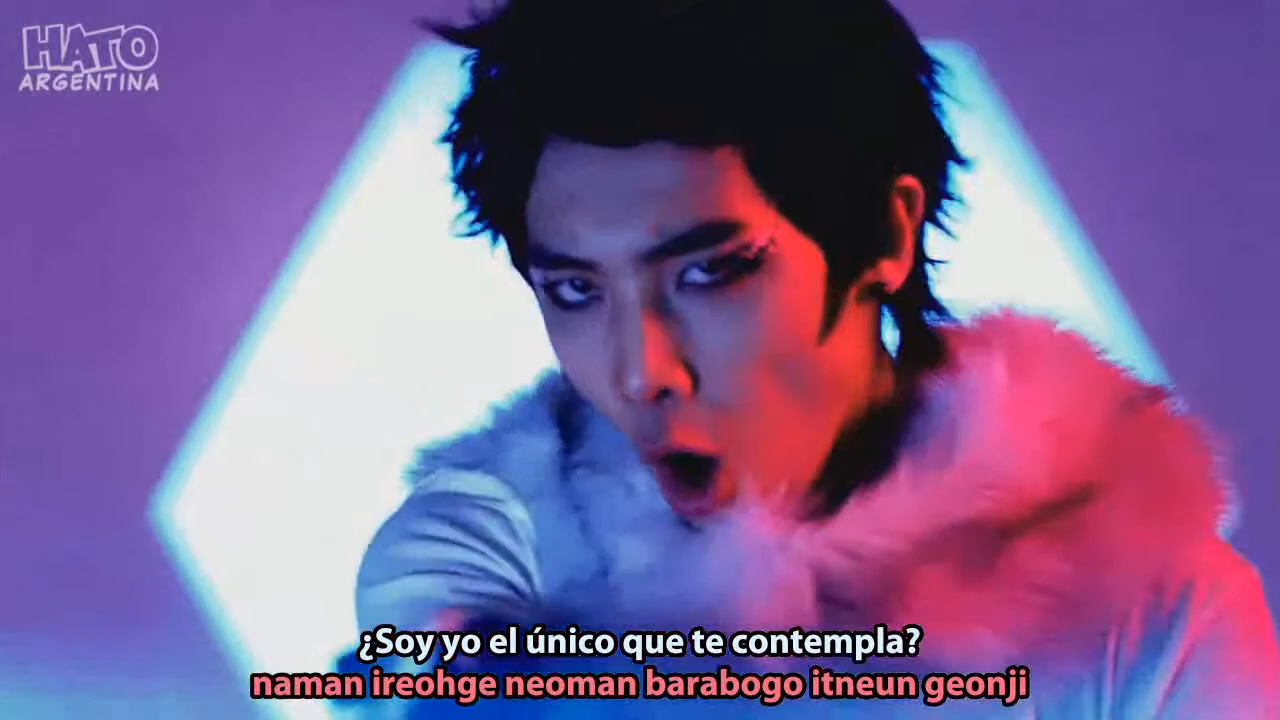 HATO
ARGENTINA
¿Soy yo el único que te contempla?
naman ireohge neoman barabogo itneun geonji